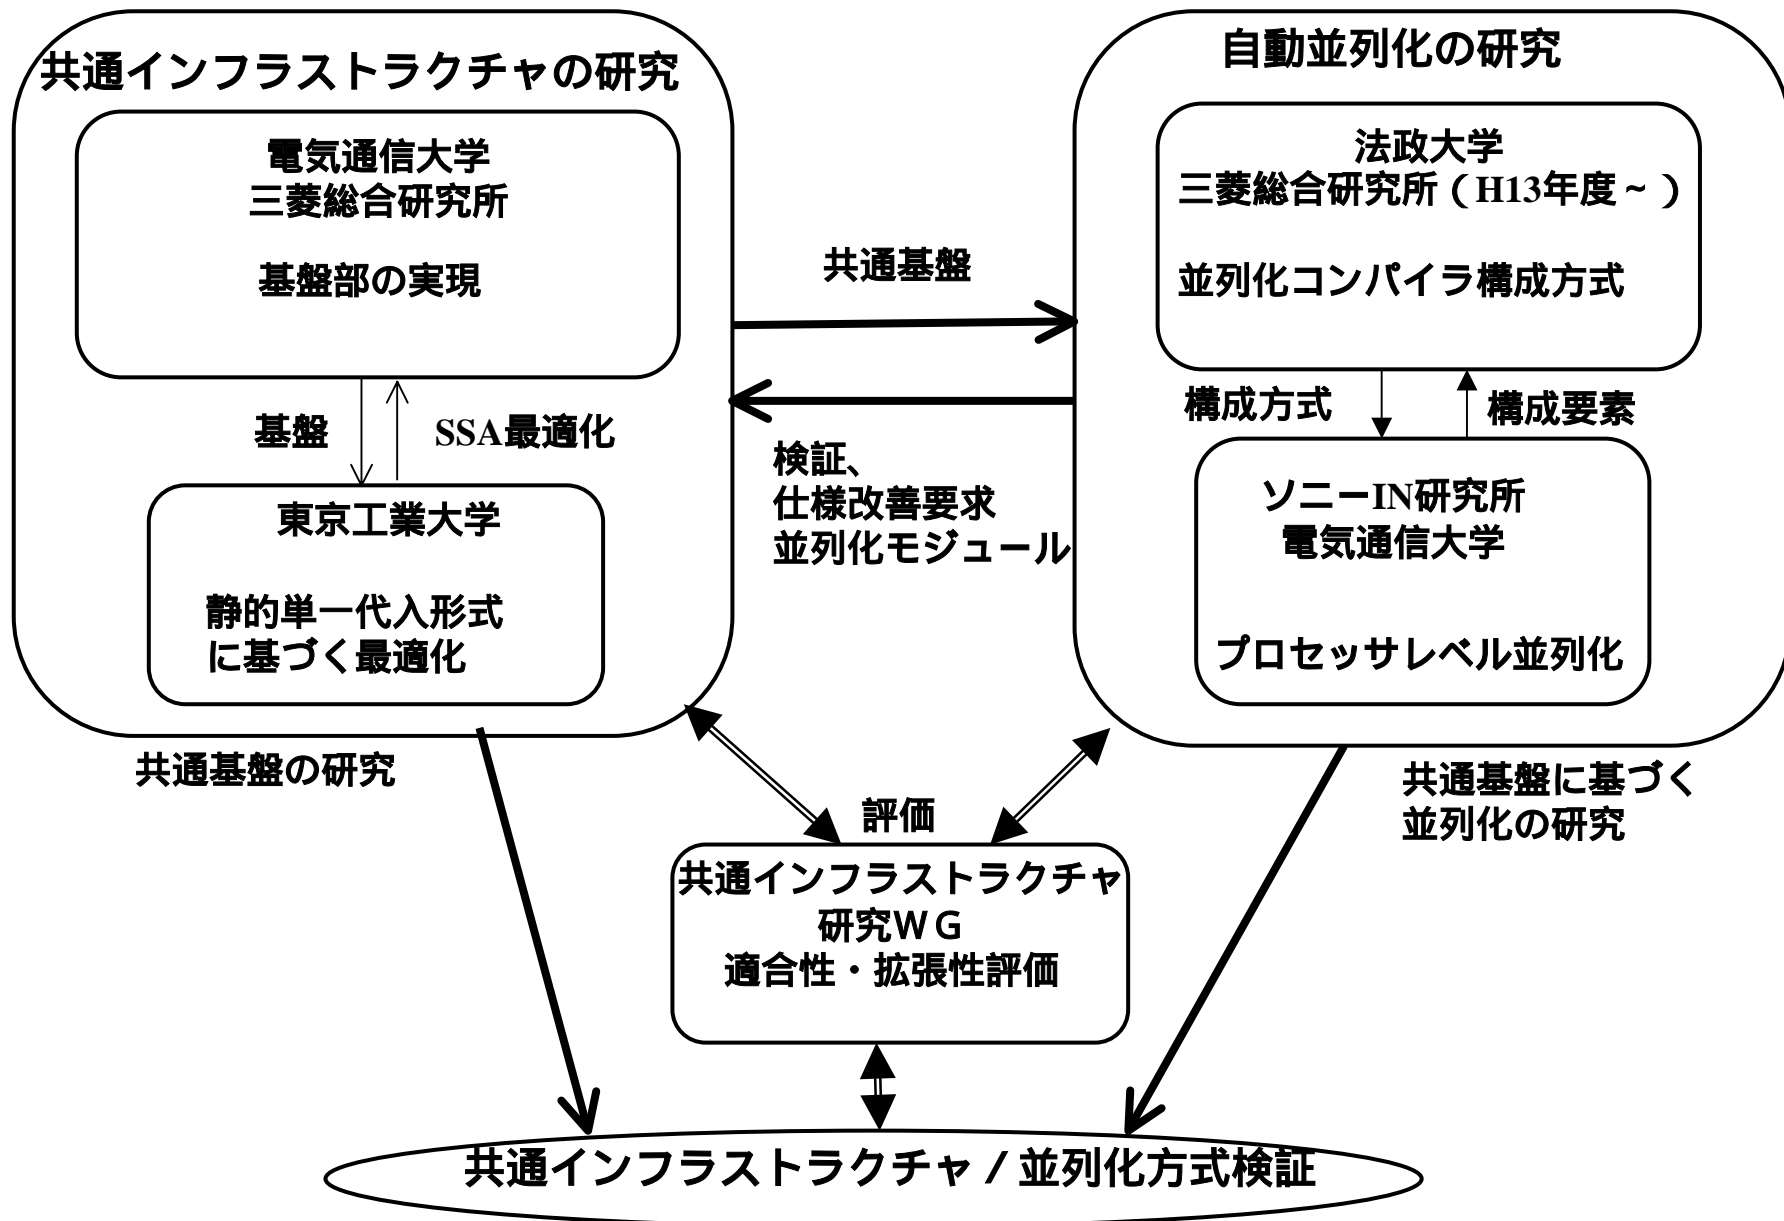 共通インフラストラクチャの研究
電気通信大学
三菱総合研究所
基盤部の実現
基盤
SSA最適化
東京工業大学
静的単一代入形式
に基づく最適化
共通基盤の研究
共通基盤
検証、
仕様改善要求
並列化モジュール
自動並列化の研究
法政大学
三菱総合研究所（H13年度～）
並列化コンパイラ構成方式
構成方式
構成要素
ソニーIN研究所
電気通信大学
プロセッサレベル並列化
共通基盤に基づく
並列化の研究
評価
共通インフラストラクチャ
研究ＷＧ
適合性・拡張性評価
共通インフラストラクチャ／並列化方式検証